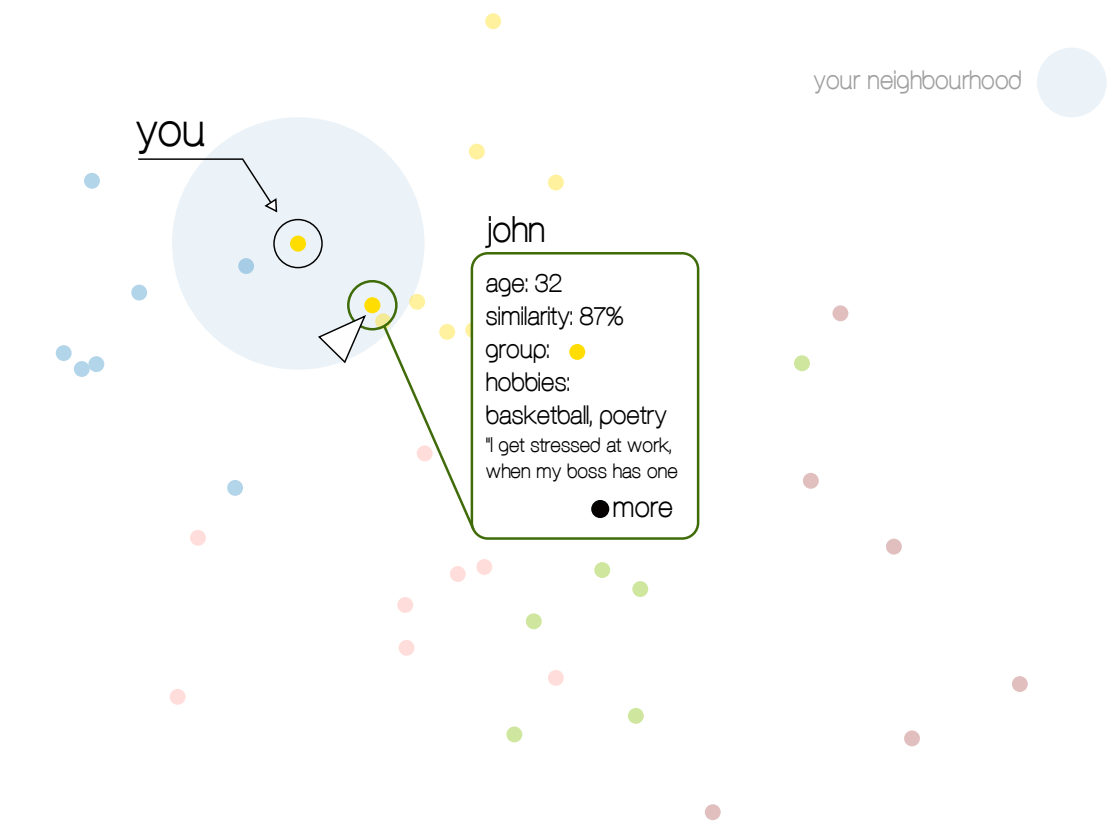 your neighbourhood
you
john
age: 32
similarity: 87%
group:
hobbies:
basketball, poetry
"I get stressed at work,
when my boss has one
more